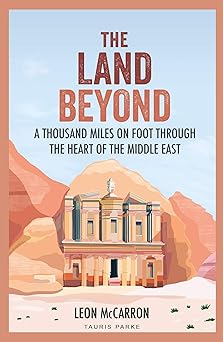 THE
LAND
BEYOND
A THOUSAND MILES ON FOOT THROUGH
THE HEART OF THE MIDDLE EAST
LEON McCARRON
TAURIS PARKE